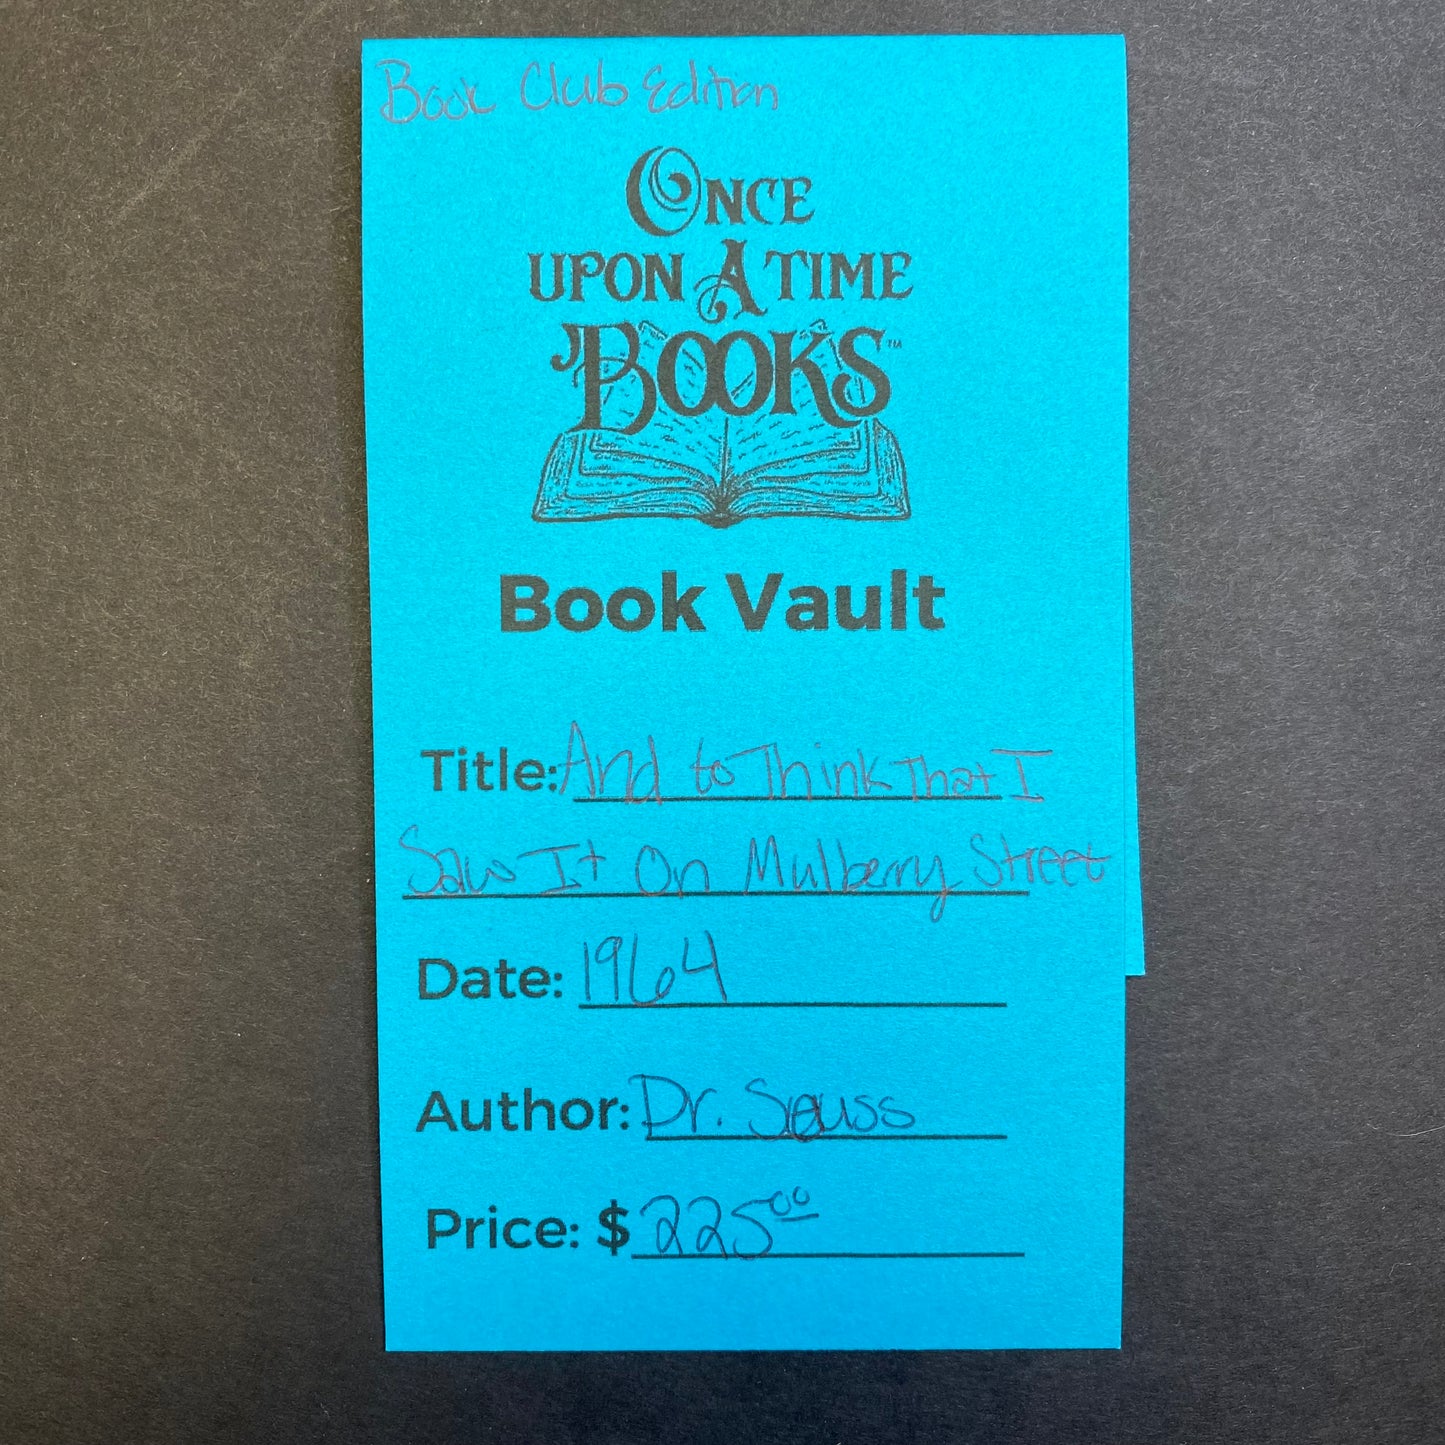 Book Club Edition
ONCE
UPON A TIME
BOOKS™
Book Vault
Title: And to Think That I
Saw It On Mulberry Street
Date: 1964
Author: Dr. Seuss
Price: $ 225.00